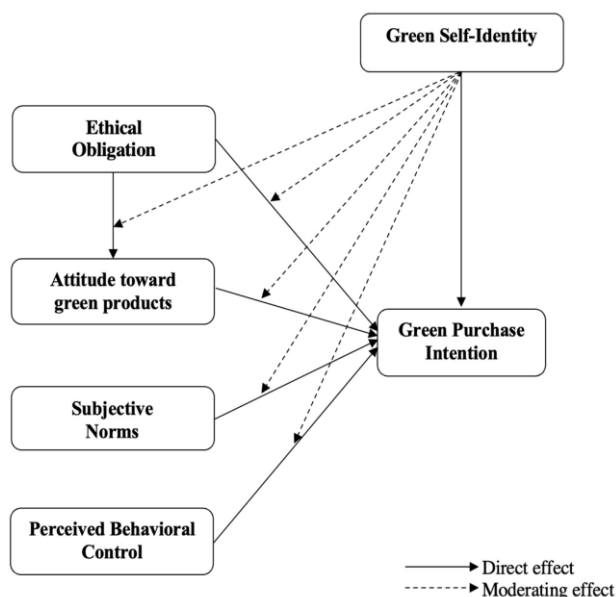 Green Self-Identity
Ethical
Obligation
Attitude toward
green products
Green Purchase
Intention
Subjective
Norms
Perceived Behavioral
Control
Direct effect
Moderating effect